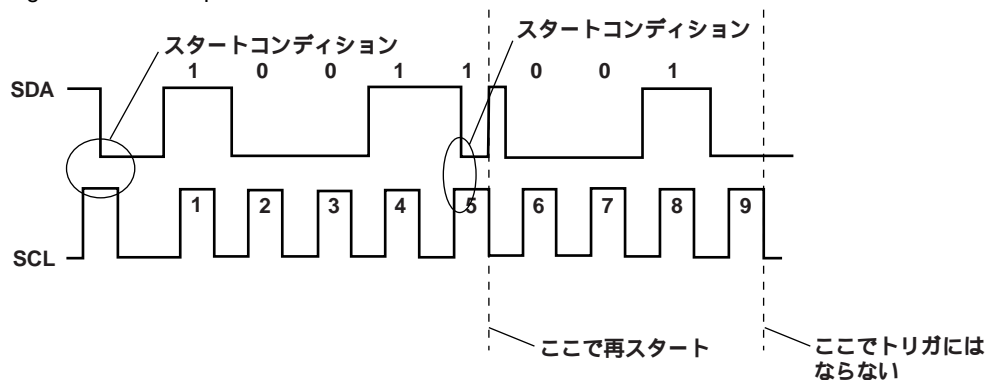 スタートコンディション
スタートコンディション
1 0 0 1 1 0 0 1
SDA
1 2 3 4 5 6 7 8 9
SCL
ここで再スタート
ここでトリガには
ならない